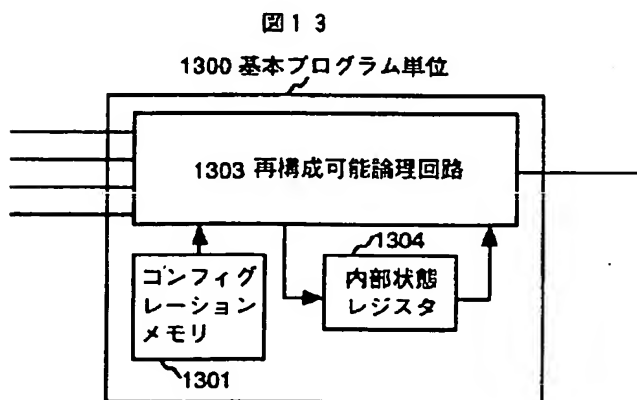 図13
1300 基本プログラム単位
1303 再構成可能論理回路
1304
コンフィグ
レーション
メモリ
内部状態
レジスタ
1301